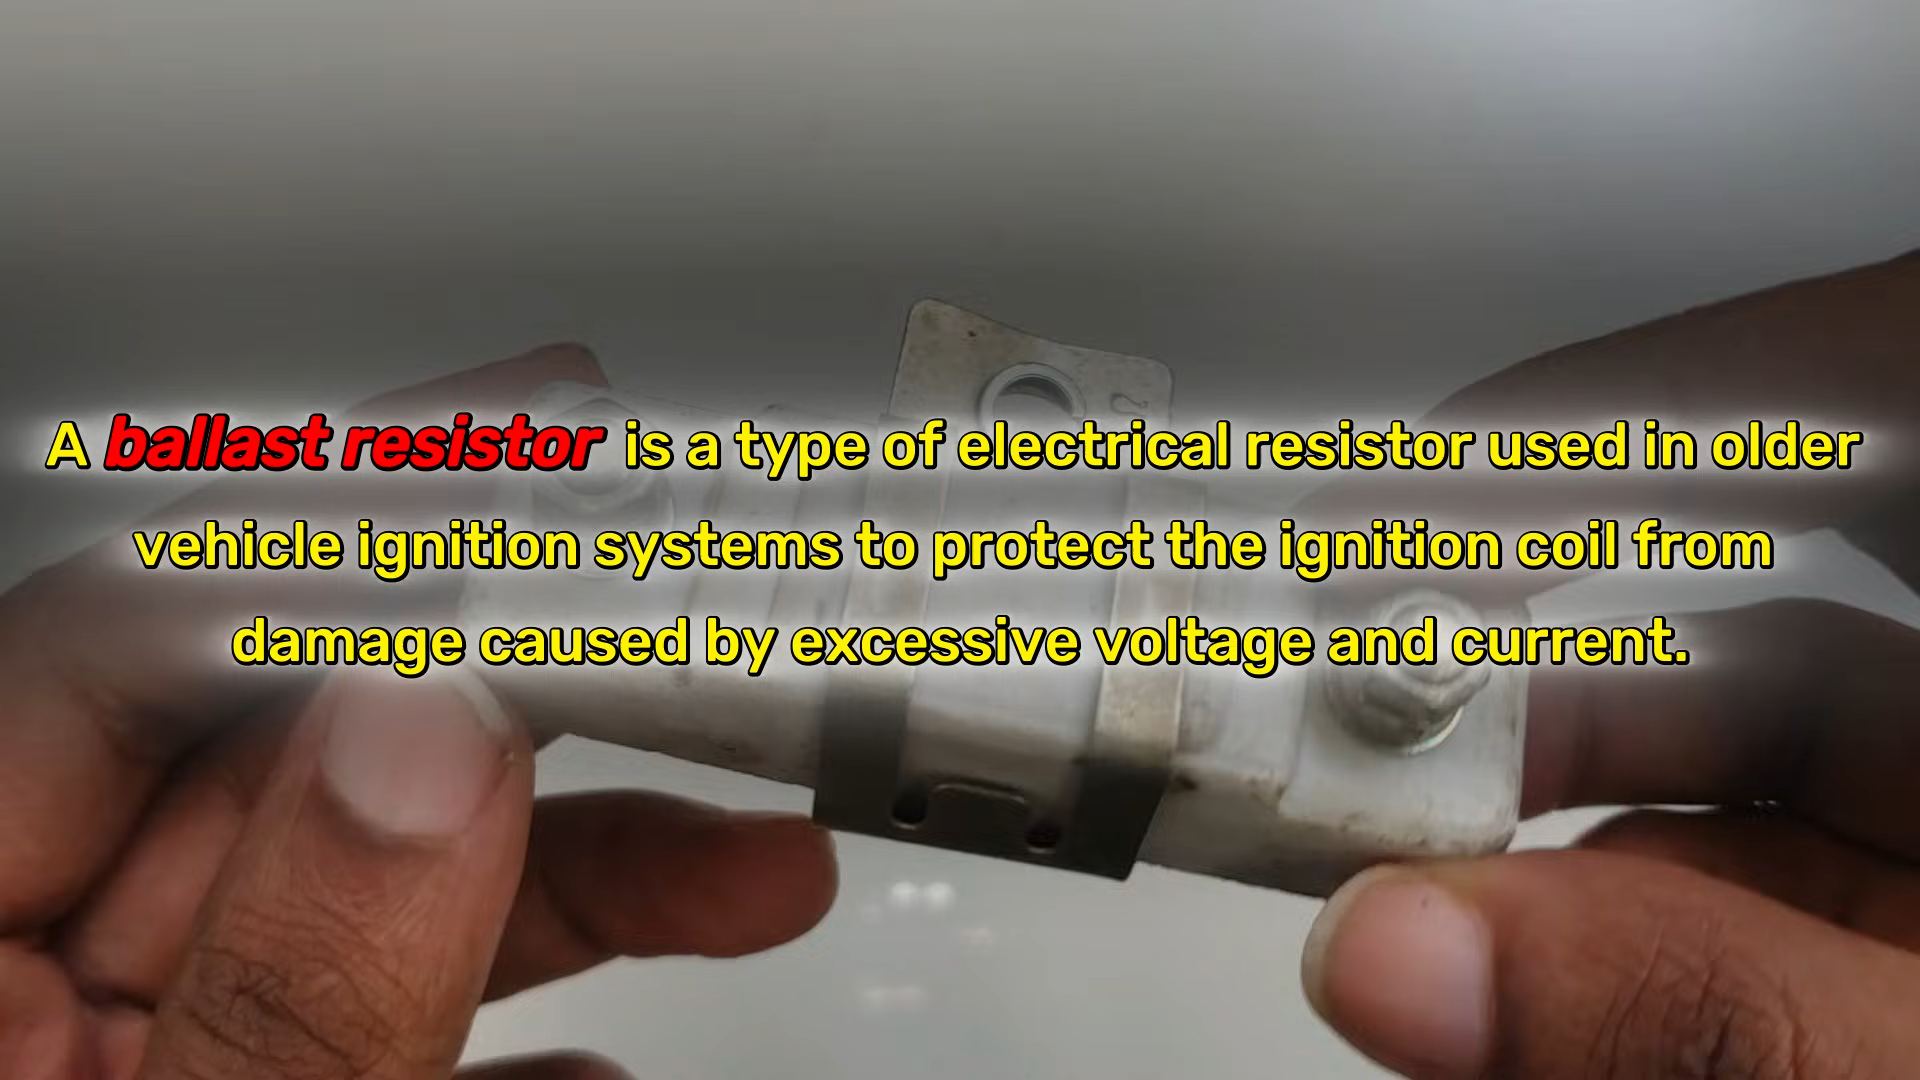 A ballast resistor is a type of electrical resistor used in older
vehicle ignition systems to protect the ignition coil from
damage caused by excessive voltage and current.